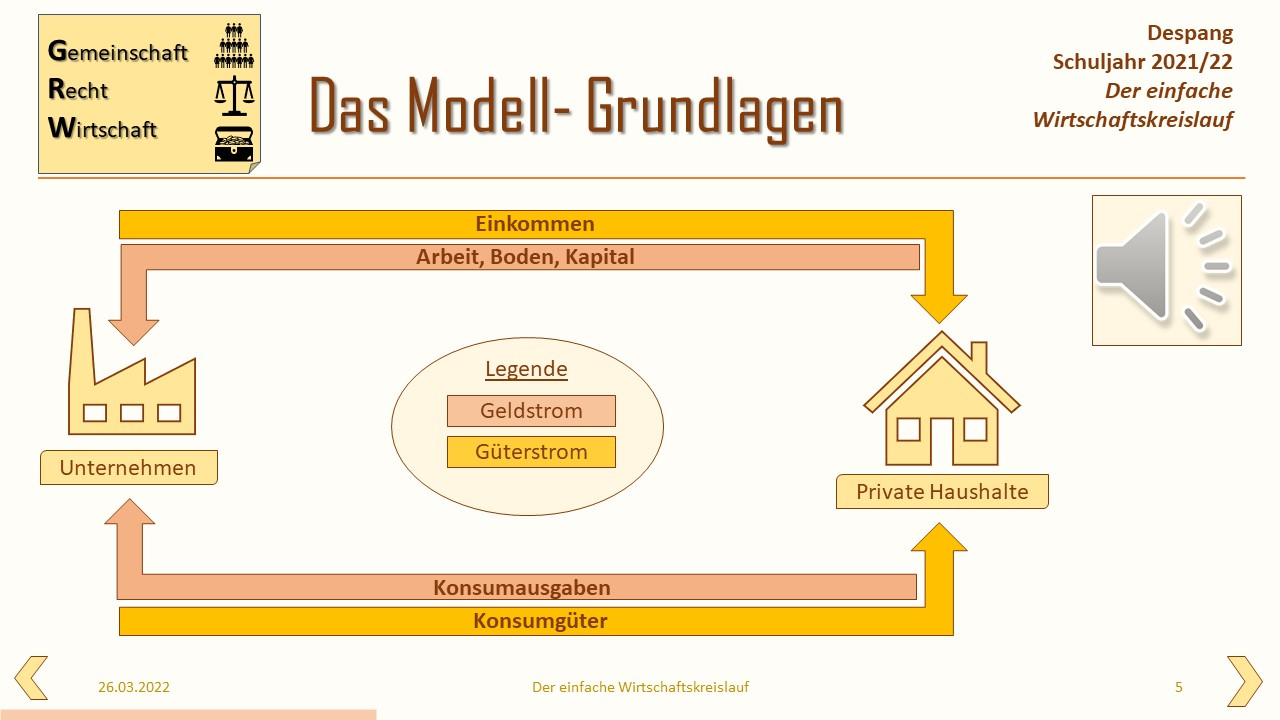 Gemeinschaft
Recht
Wirtschaft
Das Modell- Grundlagen
Despang
Schuljahr 2021/22
Der einfache
Wirtschaftskreislauf
Einkommen
Arbeit, Boden, Kapital
Legende
Geldstrom
Güterstrom
Unternehmen
Private Haushalte
Konsumausgaben
Konsumgüter
26.03.2022
Der einfache Wirtschaftskreislauf
5